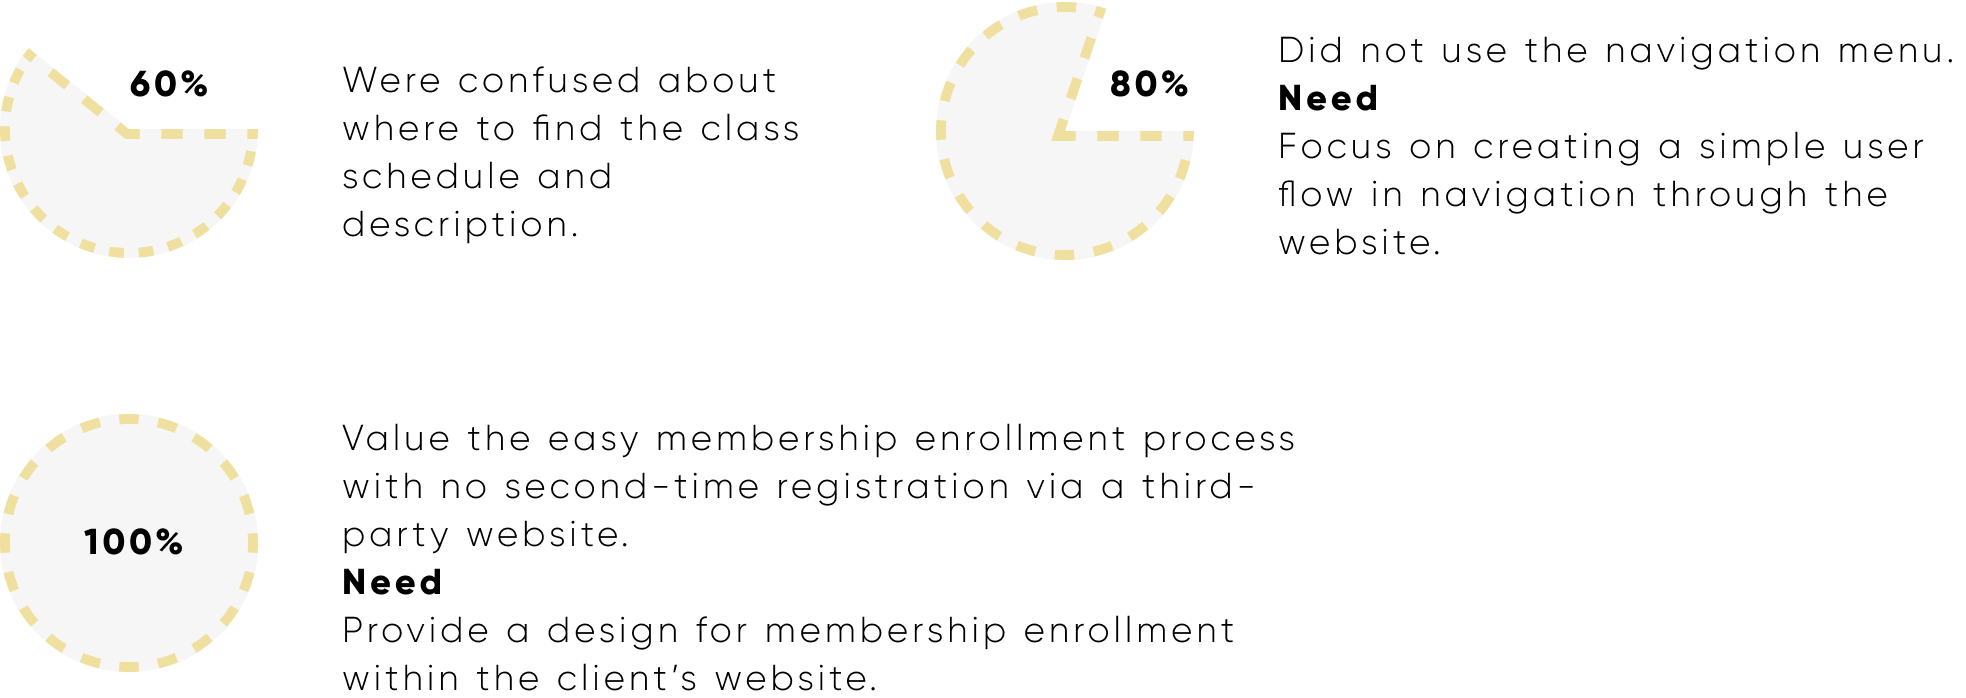 60%
Were confused about
where to find the class
schedule and
description.
80%
Did not use the navigation menu.
Need
Focus on creating a simple user
flow in navigation through the
website.
100%
Value the easy membership enrollment process
with no second-time registration via a third-
party website.
Need
Provide a design for membership enrollment
within the client’s website.